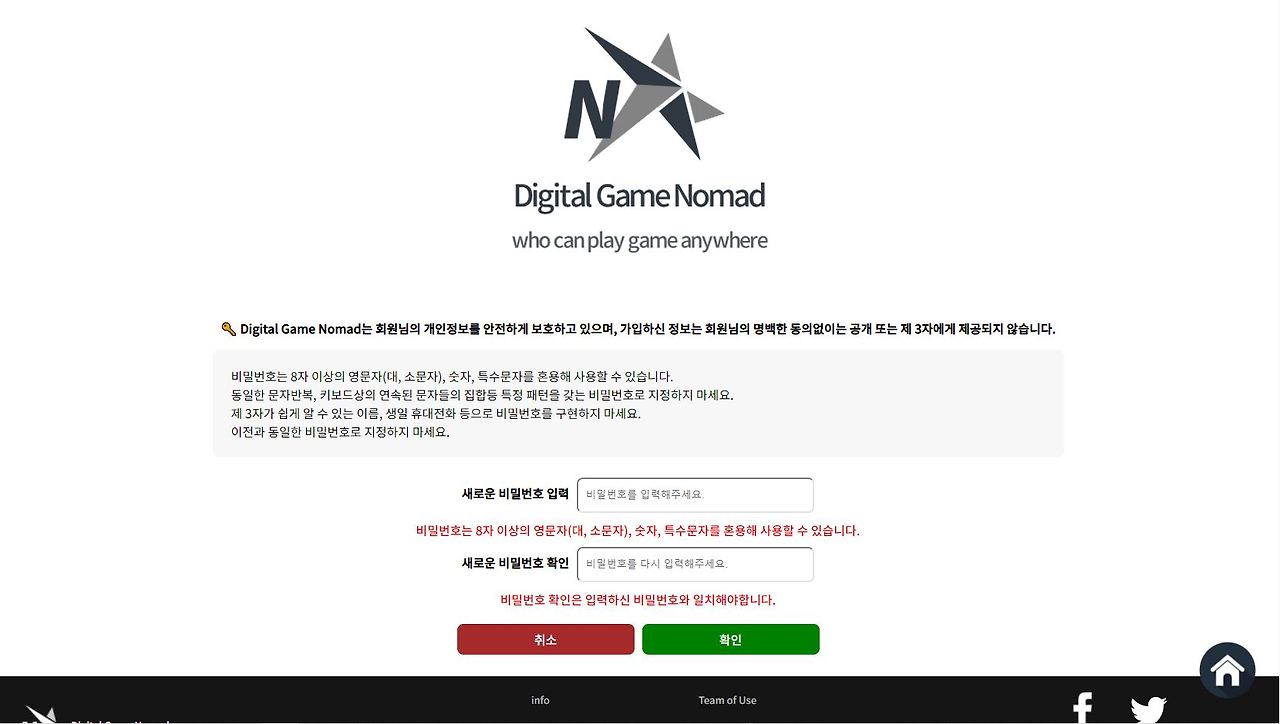 N
Digital Game Nomad
who can play game anywhere
Digital Game Nomad는 회원님의 개인정보를 안전하게 보호하고 있으며, 가입하신 정보는 회원님의 명백한 동의없이는 공개 또는 제 3자에게 제공되지 않습니다.
비밀번호는 8자 이상의 영문자(대, 소문자), 숫자, 특수문자를 혼용해 사용할 수 있습니다.
동일한 문자반복, 키보드상의 연속된 문자들의 집합등 특정 패턴을 갖는 비밀번호로 지정하지 마세요.
제 3자가 쉽게 알 수 있는 이름, 생일 휴대전화 등으로 비밀번호를 구현하지 마세요.
이전과 동일한 비밀번호로 지정하지 마세요.
새로운 비밀번호 입력 비밀번호를 입력해주세요.
비밀번호는 8자 이상의 영문자(대, 소문자), 숫자, 특수문자를 혼용해 사용할 수 있습니다.
새로운 비밀번호 확인 비밀번호를 다시 입력해주세요.
비밀번호 확인은 입력하신 비밀번호와 일치해야합니다.
취소 확인
info Team of Use